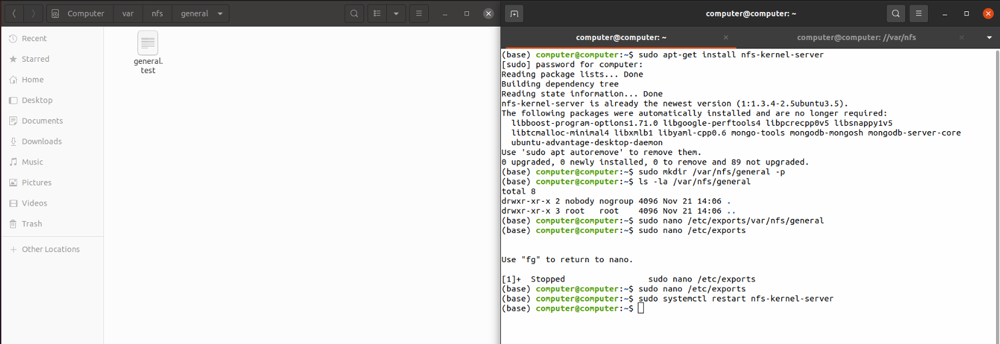 Computer var nfs general
Recent
Starred
Home
Desktop
Documents
Downloads
Music
Pictures
Videos
Trash
Other Locations
general.
test
computer@computer: ~
computer@computer: ~ computer@computer: //var/nfs
(base) computer@computer:~$ sudo apt-get install nfs-kernel-server
[sudo] password for computer:
Reading package lists... Done
Building dependency tree
Reading state information... Done
nfs-kernel-server is already the newest version (1:1.3.4-2.5ubuntu3.5).
The following packages were automatically installed and are no longer required:
  libboost-program-options1.71.0 libgoogle-perftools4 libpcrecpp0v5 libsnappy1v5
  libtcmalloc-minimal4 libxmlb1 libyaml-cpp0.6 mongo-tools mongodb-mongosh mongodb-server-core
  ubuntu-advantage-desktop-daemon
Use 'sudo apt autoremove' to remove them.
0 upgraded, 0 newly installed, 0 to remove and 89 not upgraded.
(base) computer@computer:~$ sudo mkdir /var/nfs/general -p
(base) computer@computer:~$ ls -la /var/nfs/general
total 8
drwxr-xr-x 2 nobody nogroup 4096 Nov 21 14:06 .
drwxr-xr-x 3 root   root    4096 Nov 21 14:06 ..
(base) computer@computer:~$ sudo nano /etc/exports/var/nfs/general
(base) computer@computer:~$ sudo nano /etc/exports
Use "fg" to return to nano.
[1]+  Stopped                 sudo nano /etc/exports
(base) computer@computer:~$ sudo nano /etc/exports
(base) computer@computer:~$ sudo systemctl restart nfs-kernel-server
(base) computer@computer:~$